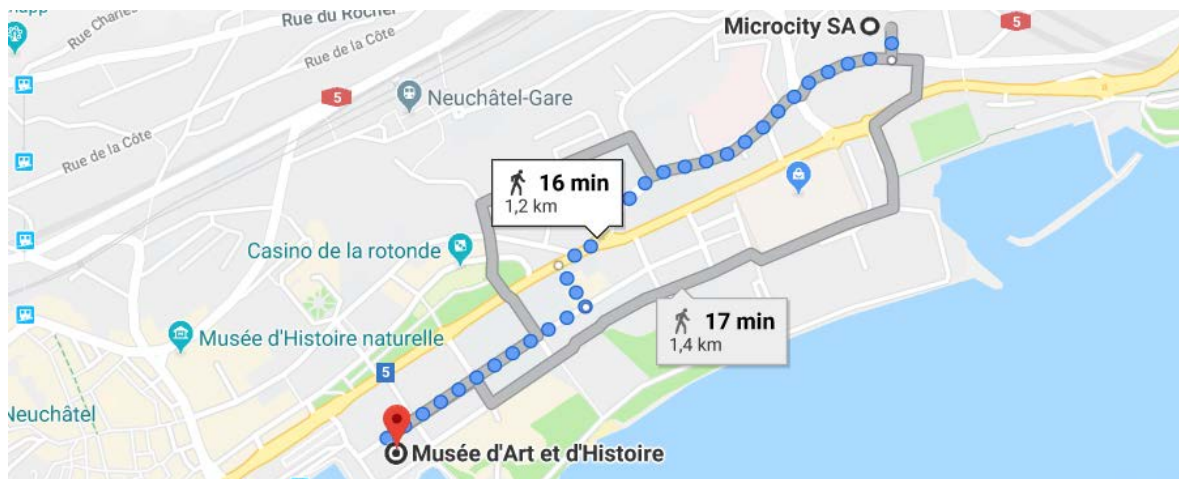 Rue Charles
Rue du Rocher
Rue de la Côte
Microcity SA
5
5
Neuchâtel-Gare
Rue de la Côte
16 min
1,2 km
Casino de la rotonde
17 min
1,4 km
Musée d'Histoire naturelle
5
Neuchâtel
Musée d'Art et d'Histoire